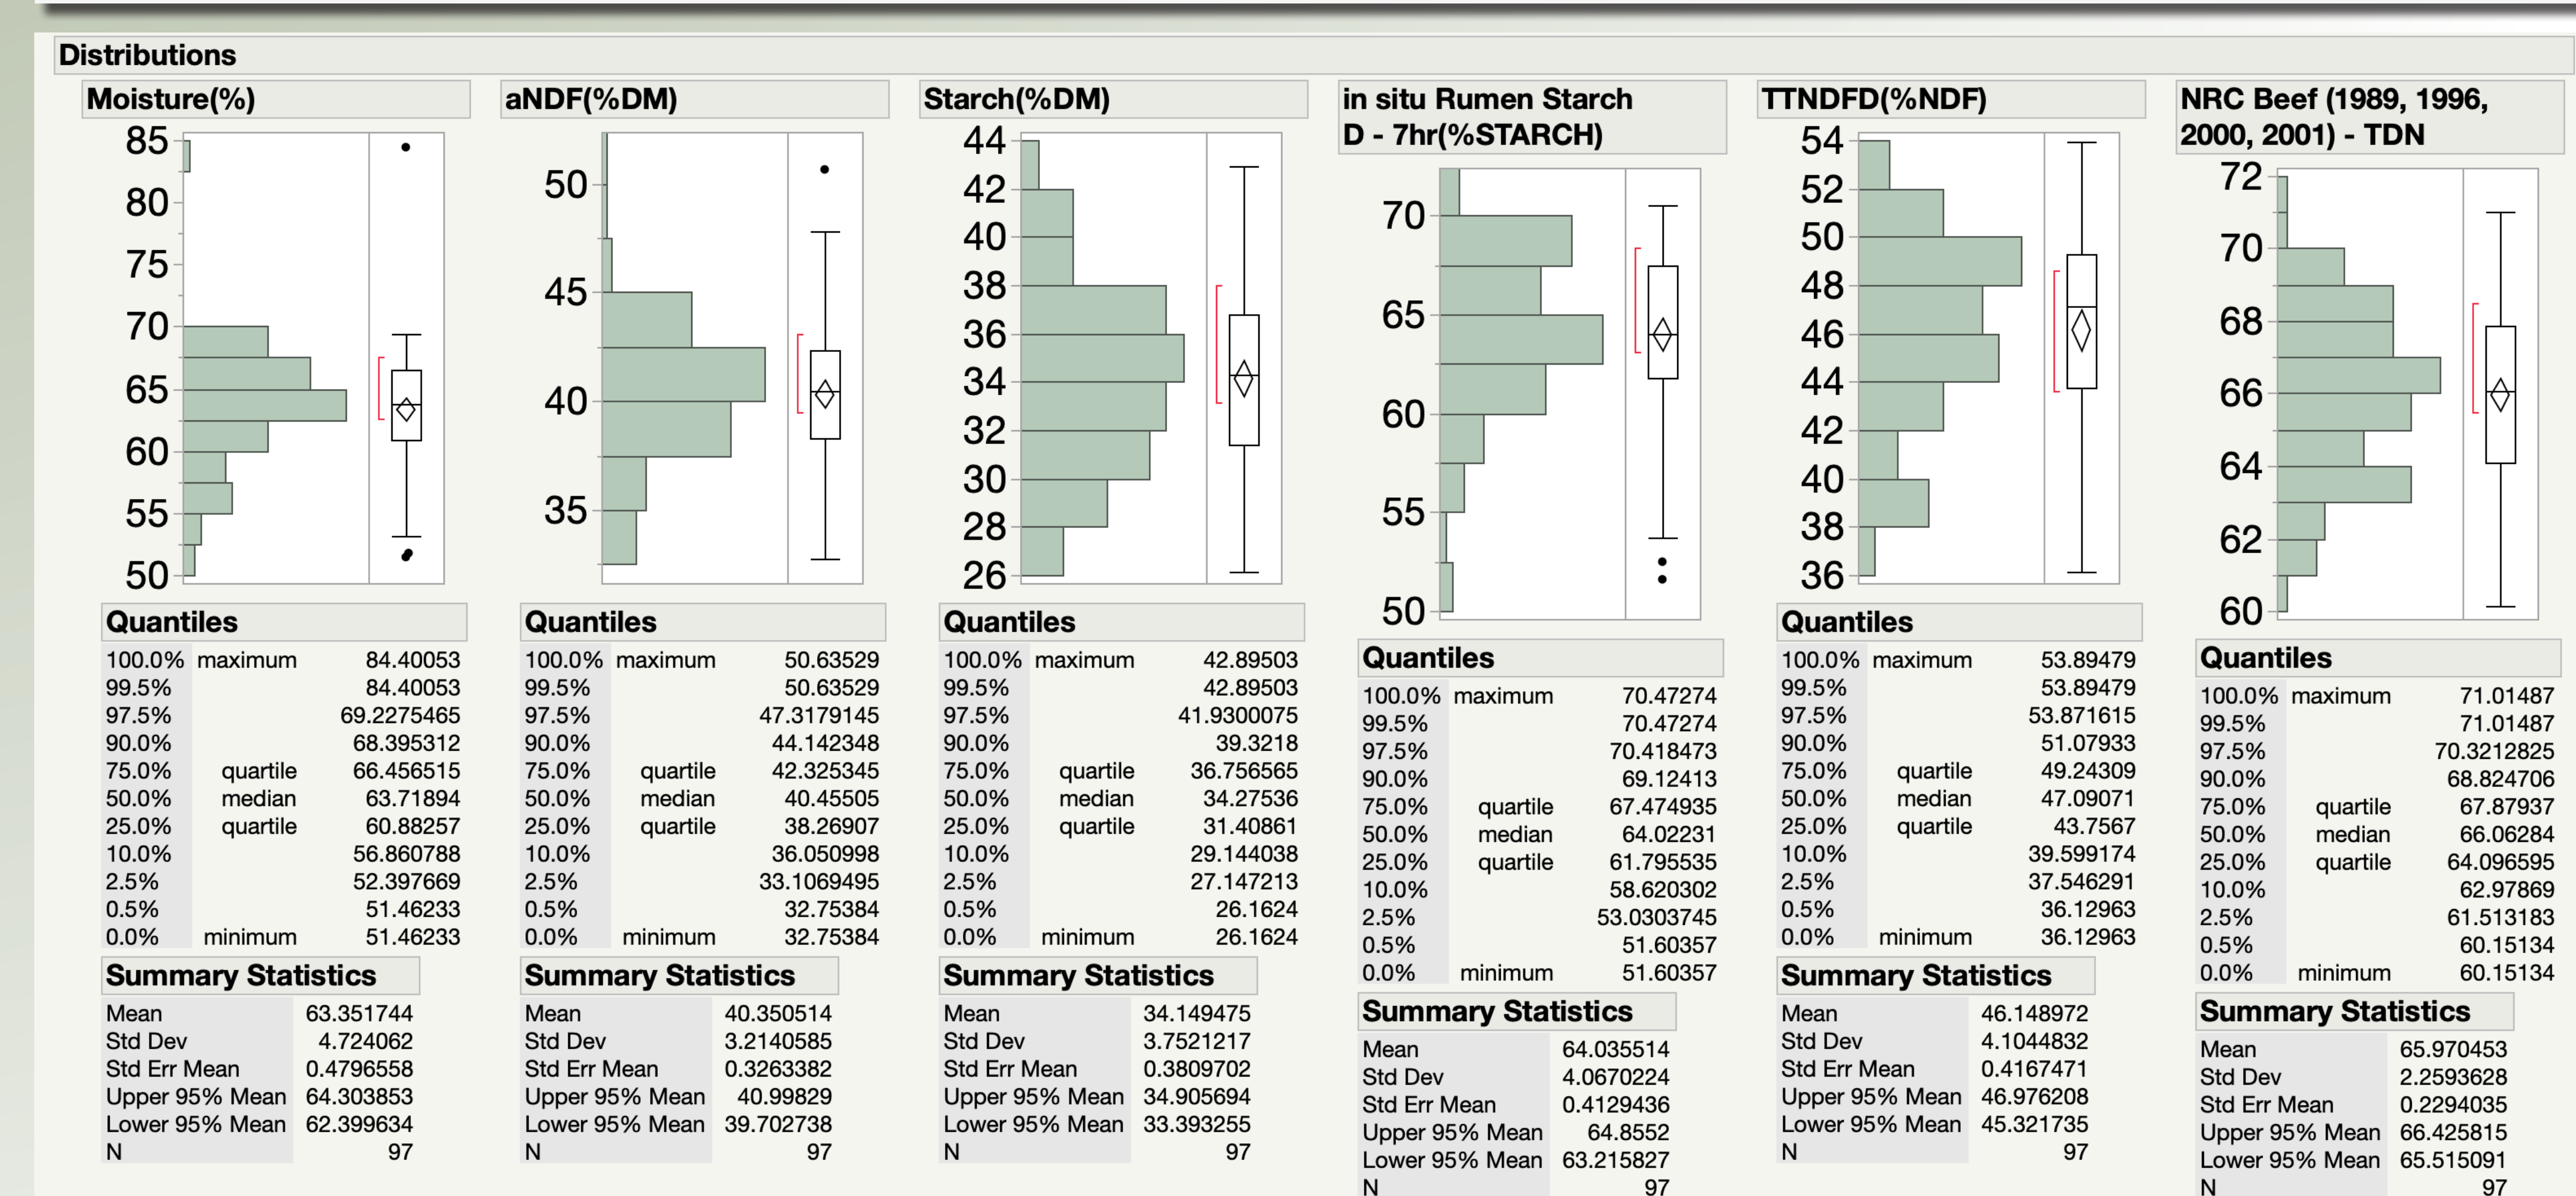 Distributions
Moisture(%)
85
80
75
70
65
60
55
50
Quantiles
100.0% maximum 84.40053
99.5% 84.40053
97.5% 69.2275465
90.0% 68.395312
75.0% quartile 66.456515
50.0% median 63.71894
25.0% quartile 60.88257
10.0% 56.860788
2.5% 52.397669
0.5% 51.46233
0.0% minimum 51.46233
Summary Statistics
Mean 63.351744
Std Dev 4.724062
Std Err Mean 0.4796558
Upper 95% Mean 64.303853
Lower 95% Mean 62.399634
N 97
aNDF(%DM)
50
45
40
35
Quantiles
100.0% maximum 50.63529
99.5% 50.63529
97.5% 47.3179145
90.0% 44.142348
75.0% quartile 42.325345
50.0% median 40.45505
25.0% quartile 38.26907
10.0% 36.050998
2.5% 33.1069495
0.5% 32.75384
0.0% minimum 32.75384
Summary Statistics
Mean 40.350514
Std Dev 3.2140585
Std Err Mean 0.3263382
Upper 95% Mean 40.99829
Lower 95% Mean 39.702738
N 97
Starch(%DM)
44
42
40
38
36
34
32
30
28
26
Quantiles
100.0% maximum 42.89503
99.5% 42.89503
97.5% 41.9300075
90.0% 39.3218
75.0% quartile 36.756565
50.0% median 34.27536
25.0% quartile 31.40861
10.0% 29.144038
2.5% 27.147213
0.5% 26.1624
0.0% minimum 26.1624
Summary Statistics
Mean 34.149475
Std Dev 3.7521217
Std Err Mean 0.3809702
Upper 95% Mean 34.905694
Lower 95% Mean 33.393255
N 97
in situ Rumen Starch
D - 7hr(%STARCH)
70
65
60
55
50
Quantiles
100.0% maximum 70.47274
99.5% 70.47274
97.5% 70.418473
90.0% 69.12413
75.0% quartile 67.474935
50.0% median 64.02231
25.0% quartile 61.795535
10.0% 58.620302
2.5% 53.0303745
0.5% 51.60357
0.0% minimum 51.60357
Summary Statistics
Mean 64.035514
Std Dev 4.0670224
Std Err Mean 0.4129436
Upper 95% Mean 64.8552
Lower 95% Mean 63.215827
N 97
TTNDFD(%NDF)
54
52
50
48
46
44
42
40
38
36
Quantiles
100.0% maximum 53.89479
99.5% 53.89479
97.5% 53.871615
90.0% 51.07933
75.0% quartile 49.24309
50.0% median 47.09071
25.0% quartile 43.7567
10.0% 39.599174
2.5% 37.546291
0.5% 36.12963
0.0% minimum 36.12963
Summary Statistics
Mean 46.148972
Std Dev 4.1044832
Std Err Mean 0.4167471
Upper 95% Mean 46.976208
Lower 95% Mean 45.321735
N 97
NRC Beef (1989, 1996,
2000, 2001) - TDN
72
70
68
66
64
62
60
Quantiles
100.0% maximum 71.01487
99.5% 71.01487
97.5% 70.3212825
90.0% 68.824706
75.0% quartile 67.87937
50.0% median 66.06284
25.0% quartile 64.096595
10.0% 62.97869
2.5% 61.513183
0.5% 60.15134
0.0% minimum 60.15134
Summary Statistics
Mean 65.970453
Std Dev 2.2593628
Std Err Mean 0.2294035
Upper 95% Mean 66.425815
Lower 95% Mean 65.515091
N 97